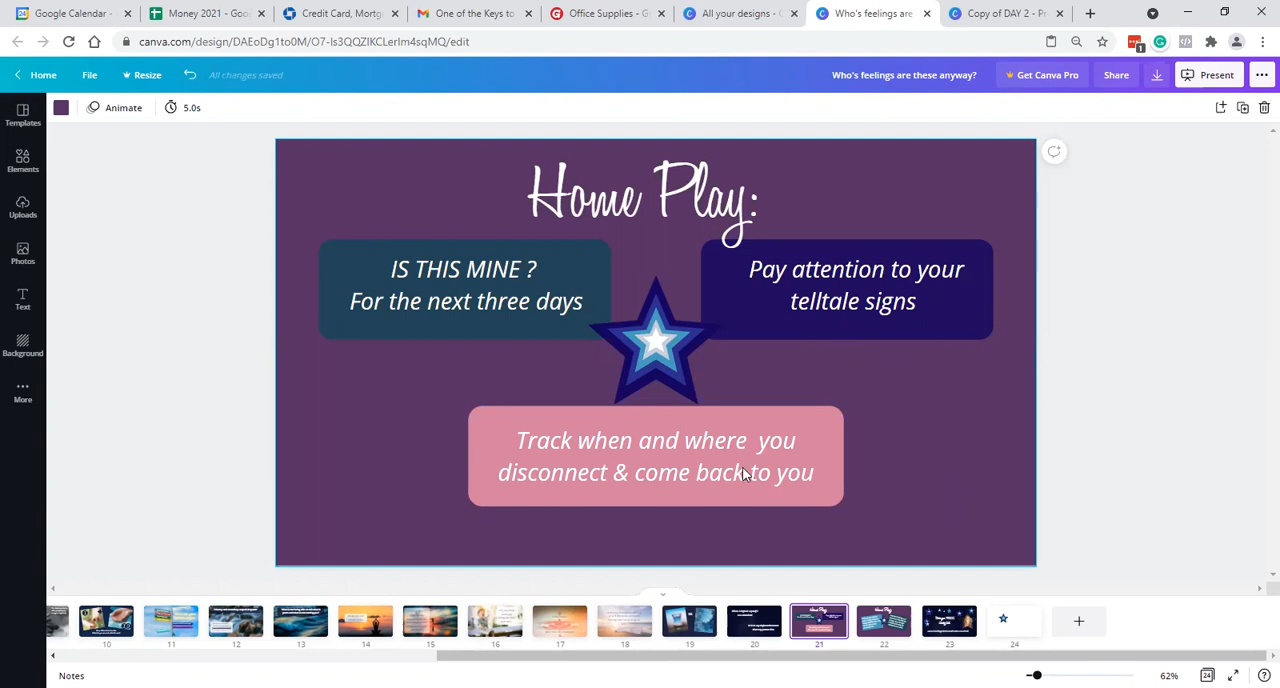 Google Calendar -
Money 2021 - Goo
Credit Card, Mortg
One of the Keys to
Office Supplies - G
All your designs - C
Who's feelings are
Copy of DAY 2 - Pr
canva.com/design/DAEoDg1to0M/O7-Is3QQZIKCLerIm4sqMQ/edit
1
Home
File
Resize
All changes saved
Who's feelings are these anyway?
Get Canva Pro
Share
Present
Templates
Elements
Uploads
Photos
Text
Background
More
Animate
5.0s
Home Play:
IS THIS MINE ?
For the next three days
Pay attention to your
telltale signs
Track when and where you
disconnect & come back to you
10
11
12
13
14
15
16
17
18
19
20
21
22
23
24
Notes
62%
24